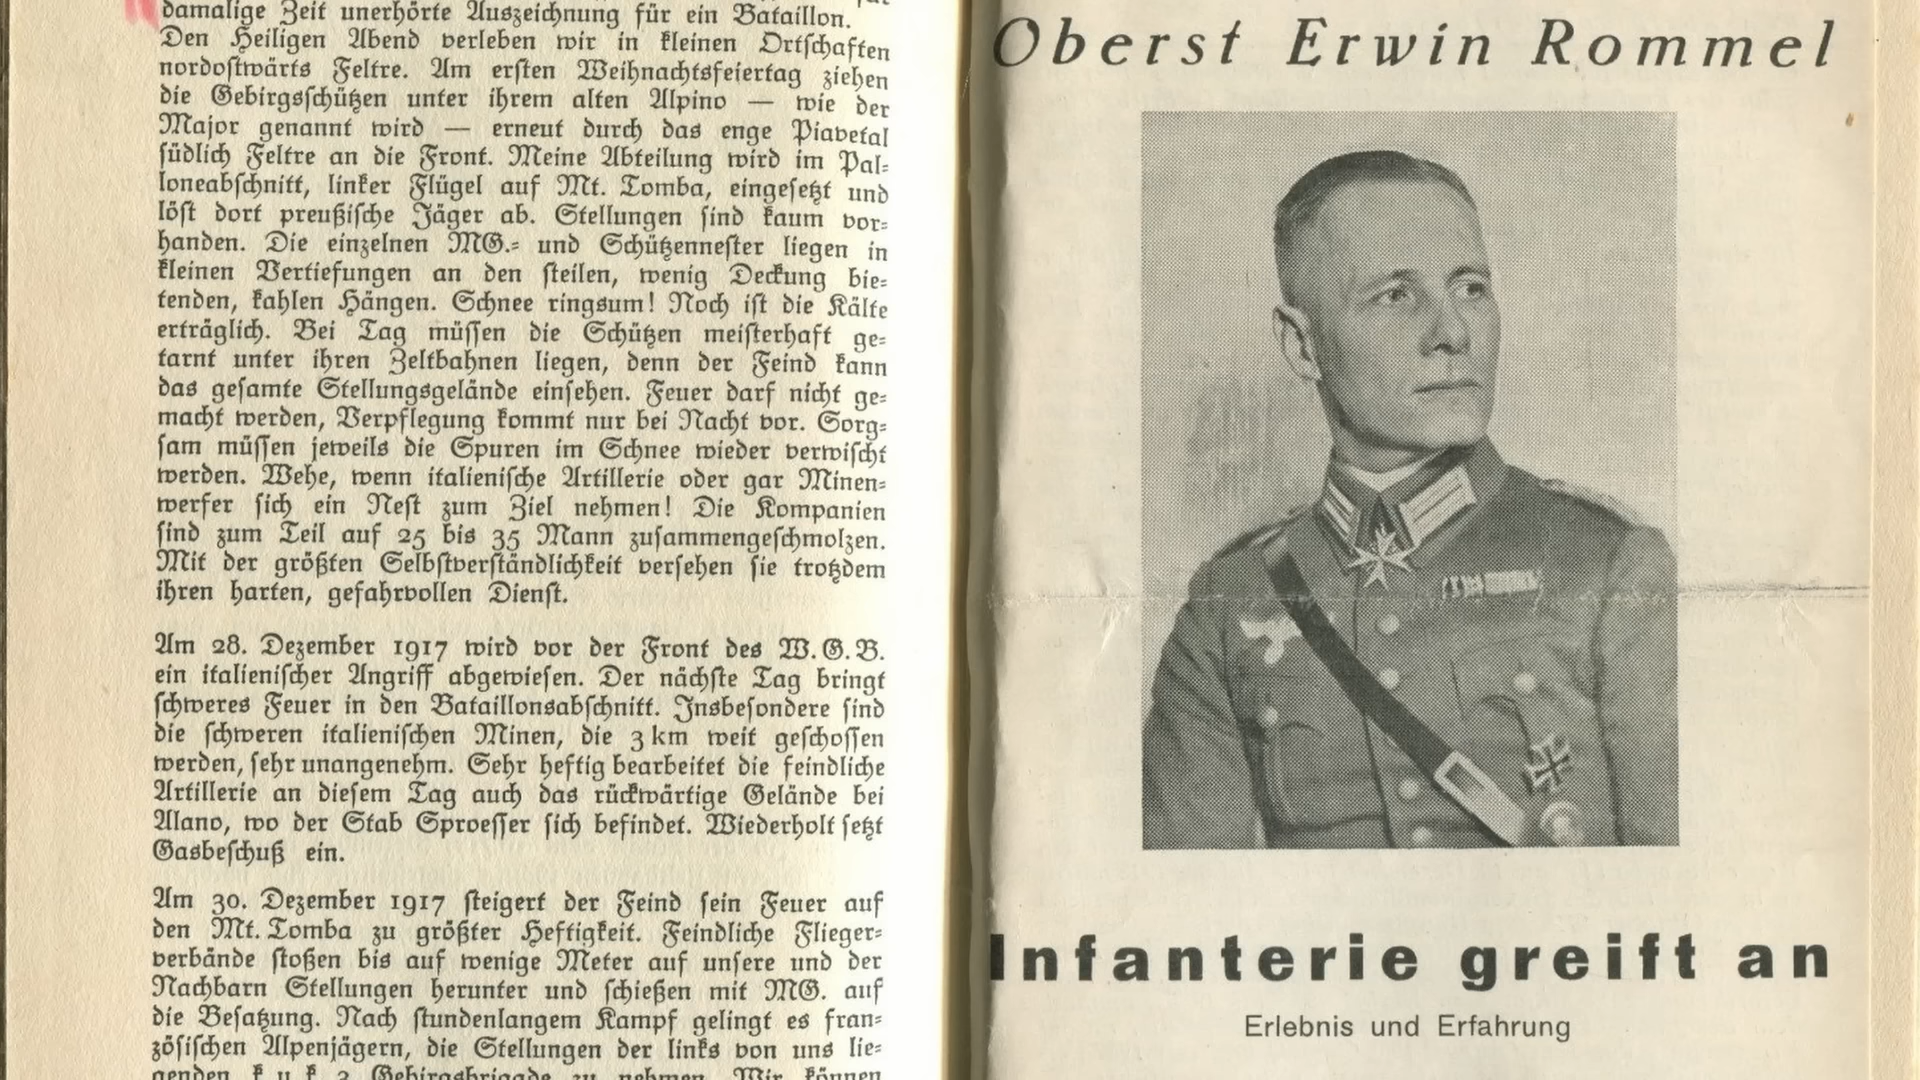 damalige Zeit unerhörte Auszeichnung für ein Bataillon.
Den Heiligen Abend verleben wir in kleinen Ortschaften
nordostwärts Feltre. Am ersten Weihnachtsfeiertag ziehen
die Gebirgsschützen unter ihrem alten Alpino — wie der
Major genannt wird — erneut durch das enge Piavetal
südlich Feltre an die Front. Meine Abteilung wird im Pal-
loneabschnitt, linker Flügel auf Mt. Tomba, eingesetzt und
löst dort preußische Jäger ab. Stellungen sind kaum vor-
handen. Die einzelnen MG.- und Schützennester liegen in
kleinen Vertiefungen an den steilen, wenig Deckung bie-
tenden, kahlen Hängen. Schnee ringsum! Noch ist die Kälte
erträglich. Bei Tag müssen die Schützen meisterhaft ge-
tarnt unter ihren Zeltbahnen liegen, denn der Feind kann
das gesamte Stellungsgelände einsehen. Feuer darf nicht ge-
macht werden, Verpflegung kommt nur bei Nacht vor. Sorg-
sam müssen jeweils die Spuren im Schnee wieder verwischt
werden. Wehe, wenn italienische Artillerie oder gar Minen-
werfer sich ein Nest zum Ziel nehmen! Die Kompanien
sind zum Teil auf 25 bis 35 Mann zusammengeschmolzen.
Mit der größten Selbstverständlichkeit versehen sie trotzdem
ihren harten, gefahrvollen Dienst.
Am 28. Dezember 1917 wird vor der Front des W.G.B.
ein italienischer Angriff abgewiesen. Der nächste Tag bringt
schweres Feuer in den Bataillonsabschnitt. Insbesondere sind
die schweren italienischen Minen, die 3 km weit geschossen
werden, sehr unangenehm. Sehr heftig bearbeitet die feindliche
Artillerie an diesem Tag auch das rückwärtige Gelände bei
Alano, wo der Stab Sproesser sich befindet. Wiederholt setzt
Gasbeschuß ein.
Am 30. Dezember 1917 steigert der Feind sein Feuer auf
den Mt. Tomba zu größter Heftigkeit. Feindliche Flieger-
verbände stoßen bis auf wenige Meter auf unsere und der
Nachbarn Stellungen herunter und schießen mit MG. auf
die Besatzung. Nach stundenlangem Kampf gelingt es fran-
zösischen Alpenjägern, die Stellungen der links von uns lie-
genden k. u. k. 3. Gebirgsbrigade zu nehmen. Wir können
Oberst Erwin Rommel
Infanterie greift an
Erlebnis und Erfahrung